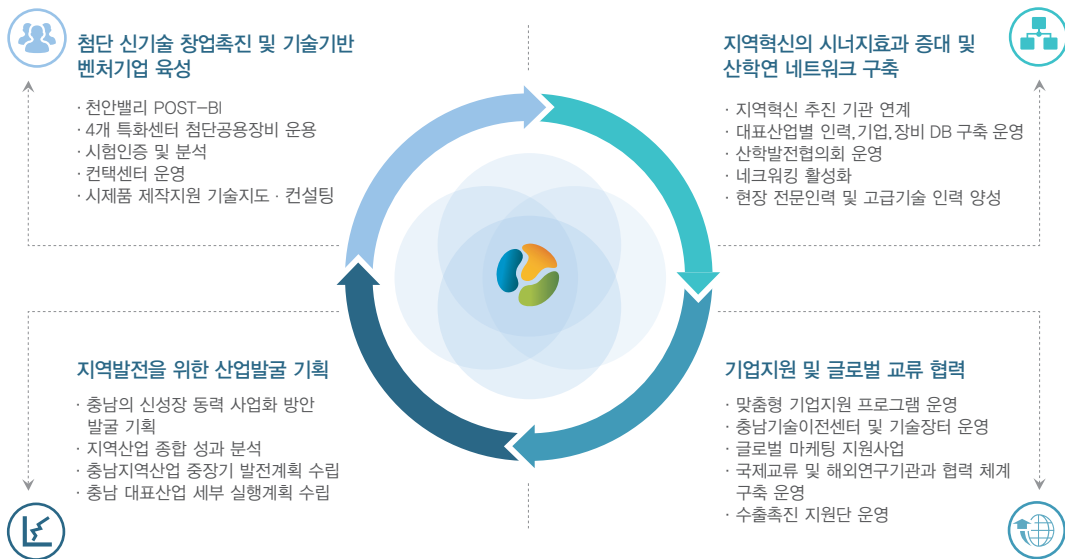 첨단 신기술 창업촉진 및 기술기반
벤처기업 육성
· 천안밸리 POST-BI
· 4개 특화센터 첨단공용장비 운용
· 시험인증 및 분석
· 컨택센터 운영
· 시제품 제작지원 기술지도 · 컨설팅
지역혁신의 시너지효과 증대 및
산학연 네트워크 구축
· 지역혁신 추진 기관 연계
· 대표산업별 인력,기업,장비 DB 구축 운영
· 산학발전협의회 운영
· 네크워킹 활성화
· 현장 전문인력 및 고급기술 인력 양성
지역발전을 위한 산업발굴 기획
· 충남의 신성장 동력 사업화 방안
발굴 기획
· 지역산업 종합 성과 분석
· 충남지역산업 중장기 발전계획 수립
· 충남 대표산업 세부 실행계획 수립
기업지원 및 글로벌 교류 협력
· 맞춤형 기업지원 프로그램 운영
· 충남기술이전센터 및 기술장터 운영
· 글로벌 마케팅 지원사업
· 국제교류 및 해외연구기관과 협력 체계
구축 운영
· 수출촉진 지원단 운영